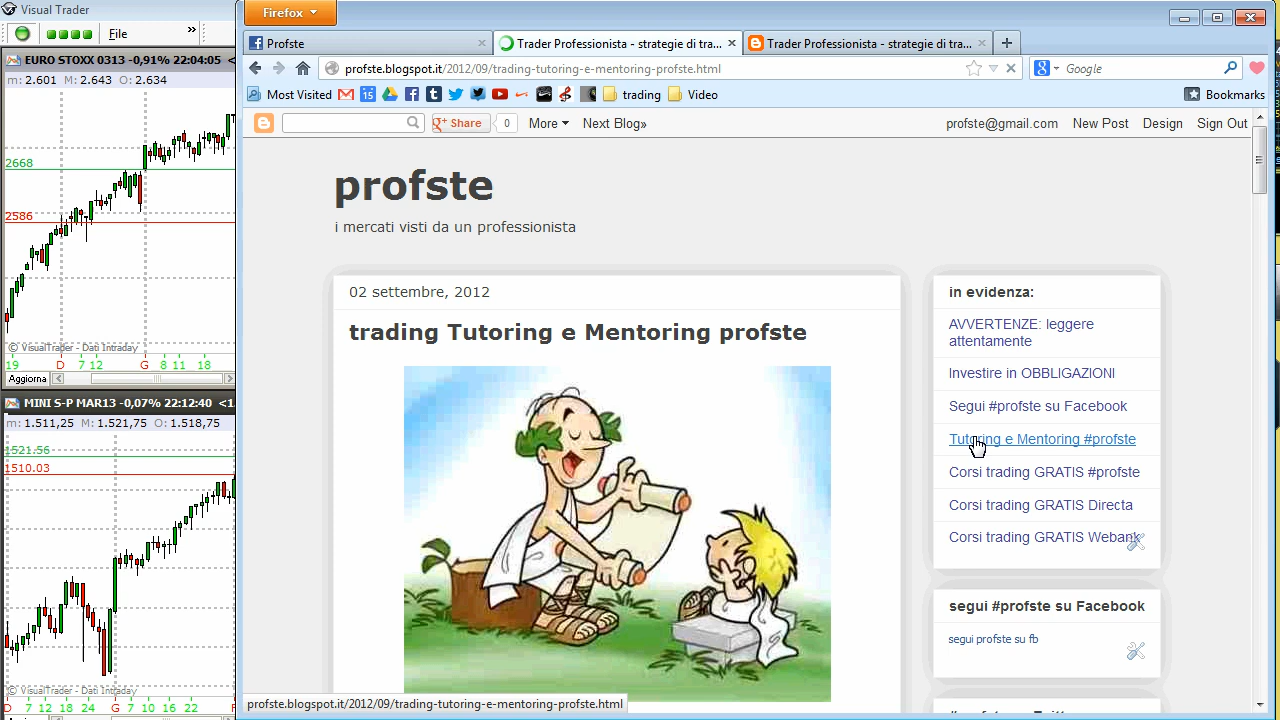 Visual Trader
File
»
EURO STOXX 0313 -0,91% 22:04:05 <
m: 2.601 M: 2.643 O: 2.634
2668
2586
© VisualTrader - Dati Intraday
19 D 7 12 G 8 11 18
Aggiorna
MINI S-P MAR13 -0,07% 22:12:40 <1
m: 1.511,25 M: 1.521,75 O: 1.518,75
1521.56
1510.03
© VisualTrader - Dati Intraday
D 7 12 18 24 G 7 10 16 22
Firefox
Profste
Trader Professionista - strategie di tra...
Trader Professionista - strategie di tra...
profste.blogspot.it/2012/09/trading-tutoring-e-mentoring-profste.html
Google
Most Visited
15
trading
Video
Bookmarks
Share
0
More
Next Blog»
profste@gmail.com
New Post
Design
Sign Out
profste
i mercati visti da un professionista
02 settembre, 2012
trading Tutoring e Mentoring profste
in evidenza:
AVVERTENZE: leggere
attentamente
Investire in OBBLIGAZIONI
Segui #profste su Facebook
Tutoring e Mentoring #profste
Corsi trading GRATIS #profste
Corsi trading GRATIS Directa
Corsi trading GRATIS Webank
segui #profste su Facebook
segui profste su fb
profste.blogspot.it/2012/09/trading-tutoring-e-mentoring-profste.html